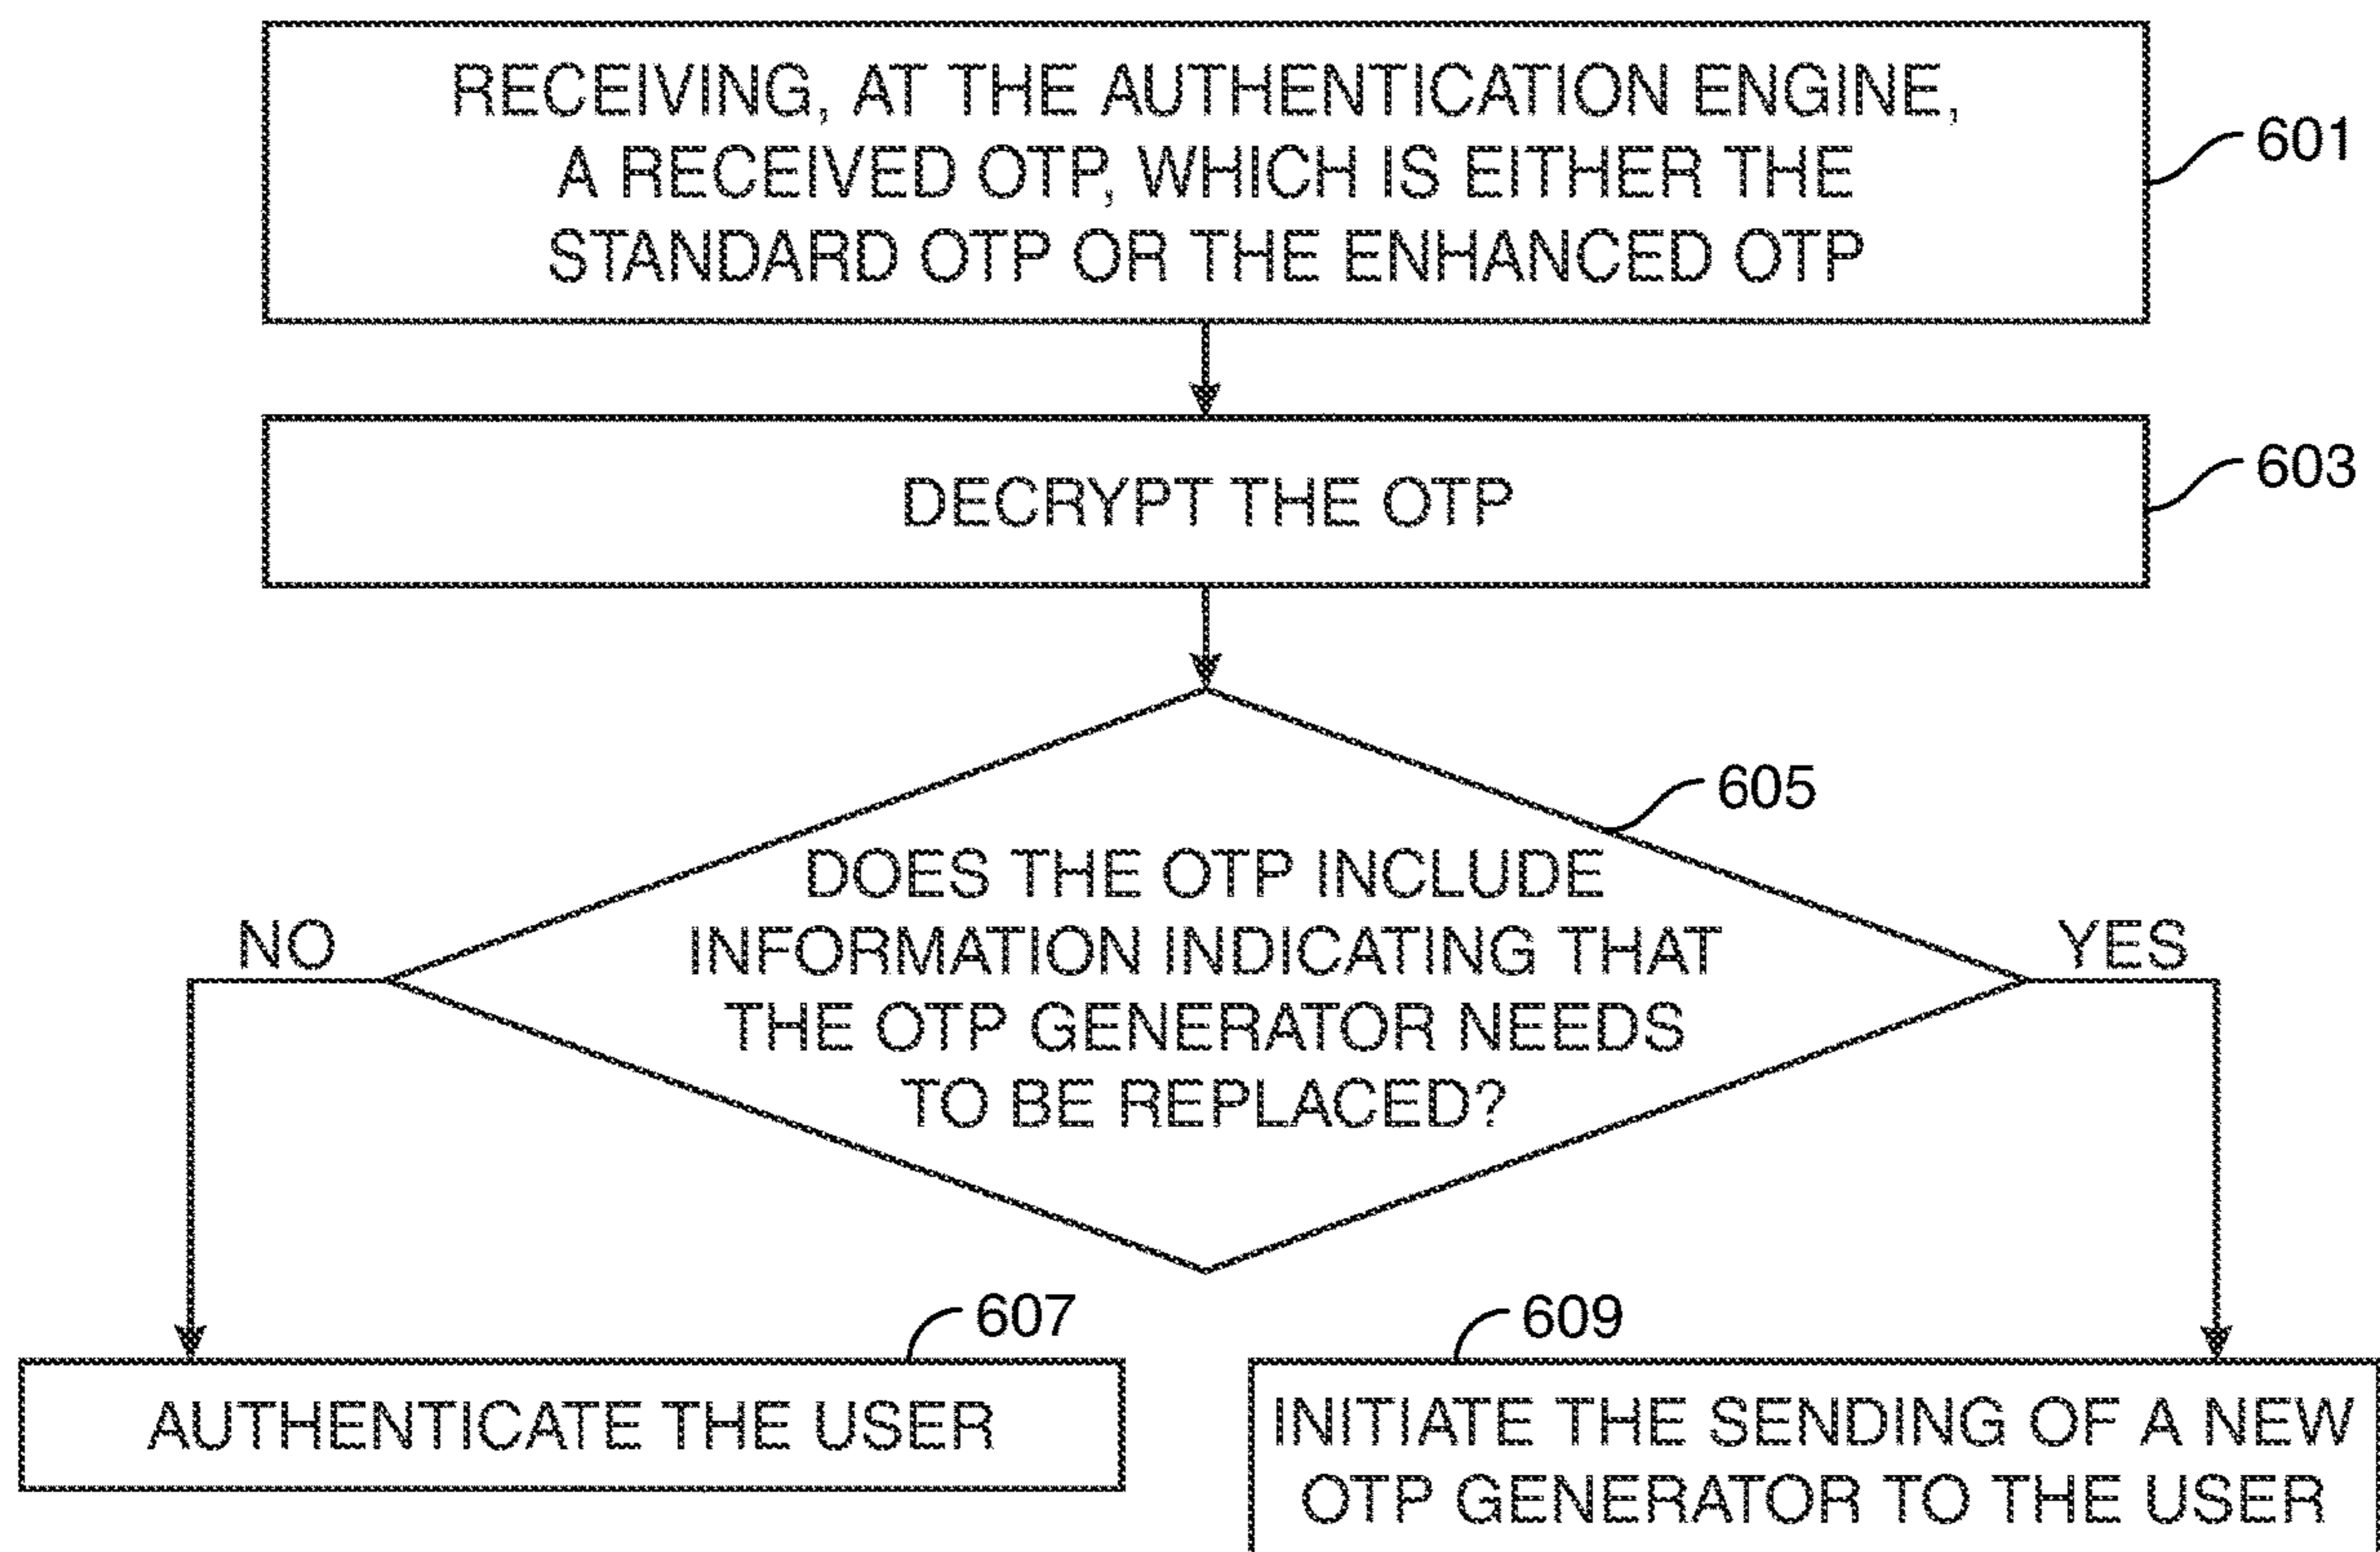 RECEIVING, AT THE AUTHENTICATION ENGINE,
A RECEIVED OTP, WHICH IS EITHER THE
STANDARD OTP OR THE ENHANCED OTP
601
DECRYPT THE OTP
603
605
DOES THE OTP INCLUDE
INFORMATION INDICATING THAT
THE OTP GENERATOR NEEDS
TO BE REPLACED?
NO
YES
607
AUTHENTICATE THE USER
609
INITIATE THE SENDING OF A NEW
OTP GENERATOR TO THE USER